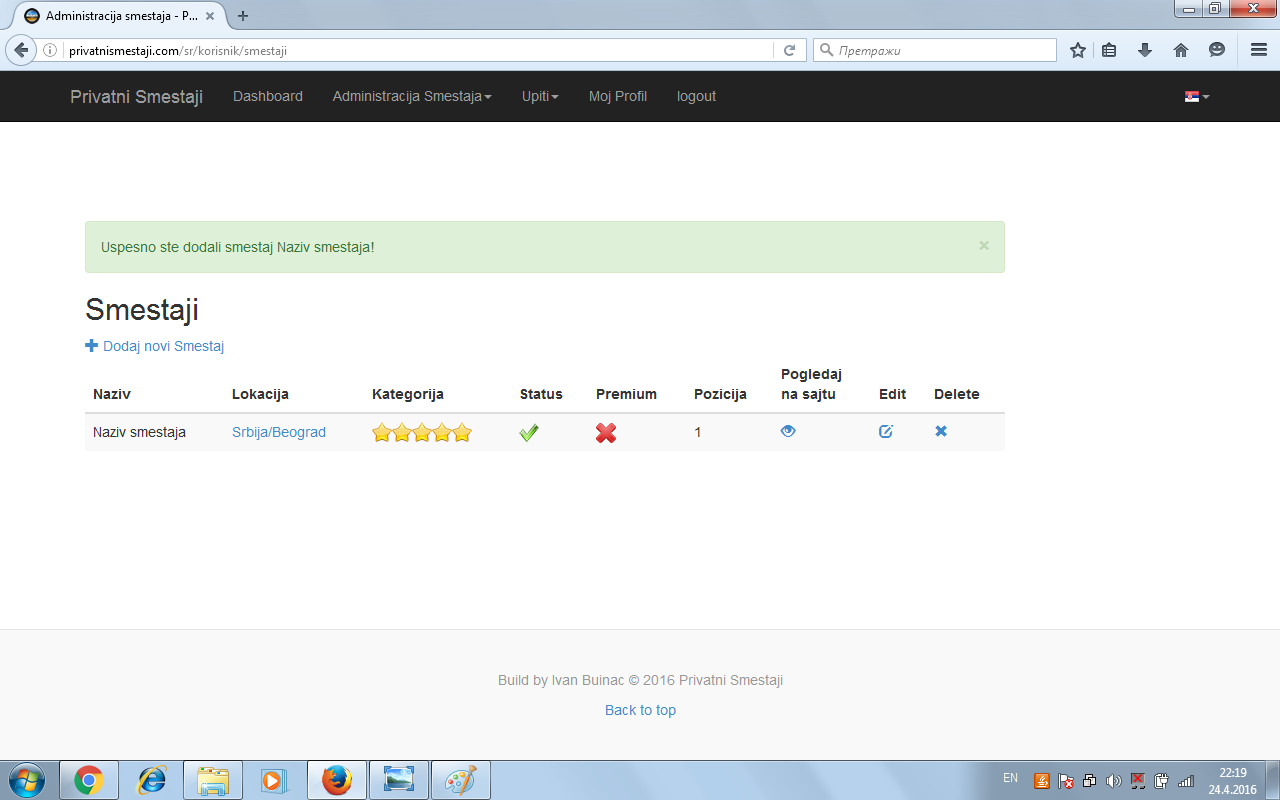 Administracija smestaja - P...
privatnismestaji.com/sr/korisnik/smestaji
Претражи
Privatni Smestaji
Dashboard
Administracija Smestaja
Upiti
Moj Profil
logout
Uspesno ste dodali smestaj Naziv smestaja!
Smestaji
Dodaj novi Smestaj
Naziv Lokacija Kategorija Status Premium Pozicija Pogledaj na sajtu Edit Delete
Naziv smestaja Srbija/Beograd 1
Build by Ivan Buinac © 2016 Privatni Smestaji
Back to top
EN
22:19
24.4.2016